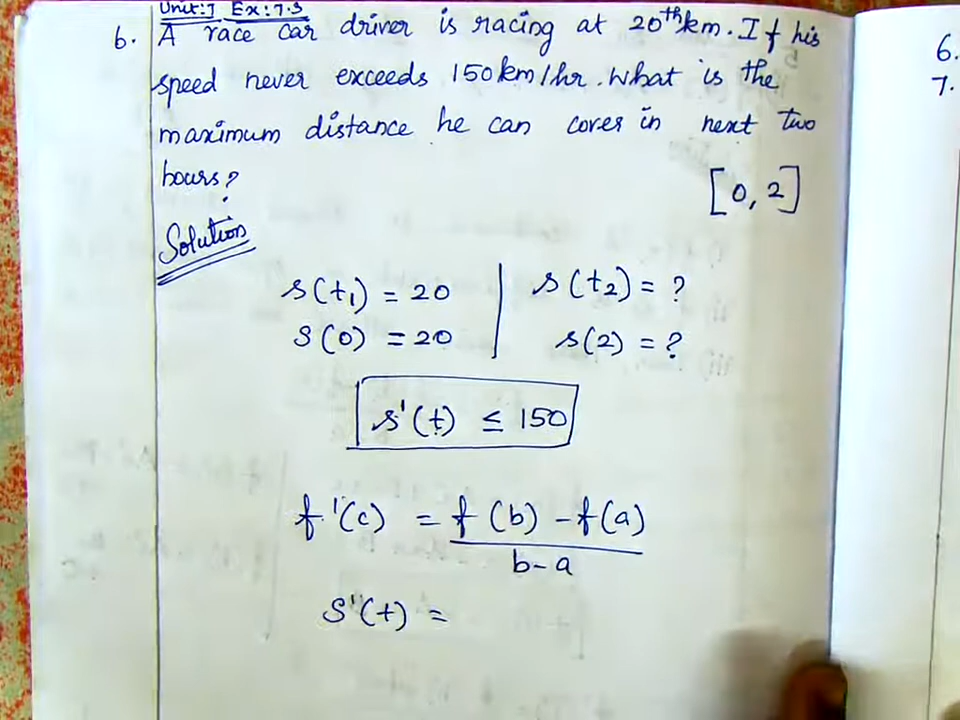 Unit:7 Ex:7.3
6. A race car driver is racing at 20th km. If his
speed never exceeds 150km/hr. What is the
maximum distance he can cover in next two
hours?
[0, 2]
Solution
s(t₁) = 20 | s(t₂) = ?
s(0) = 20 | s(2) = ?
s'(t) ≤ 150
f'(c) = f(b) - f(a)
b-a
s'(t) =
6.
7.